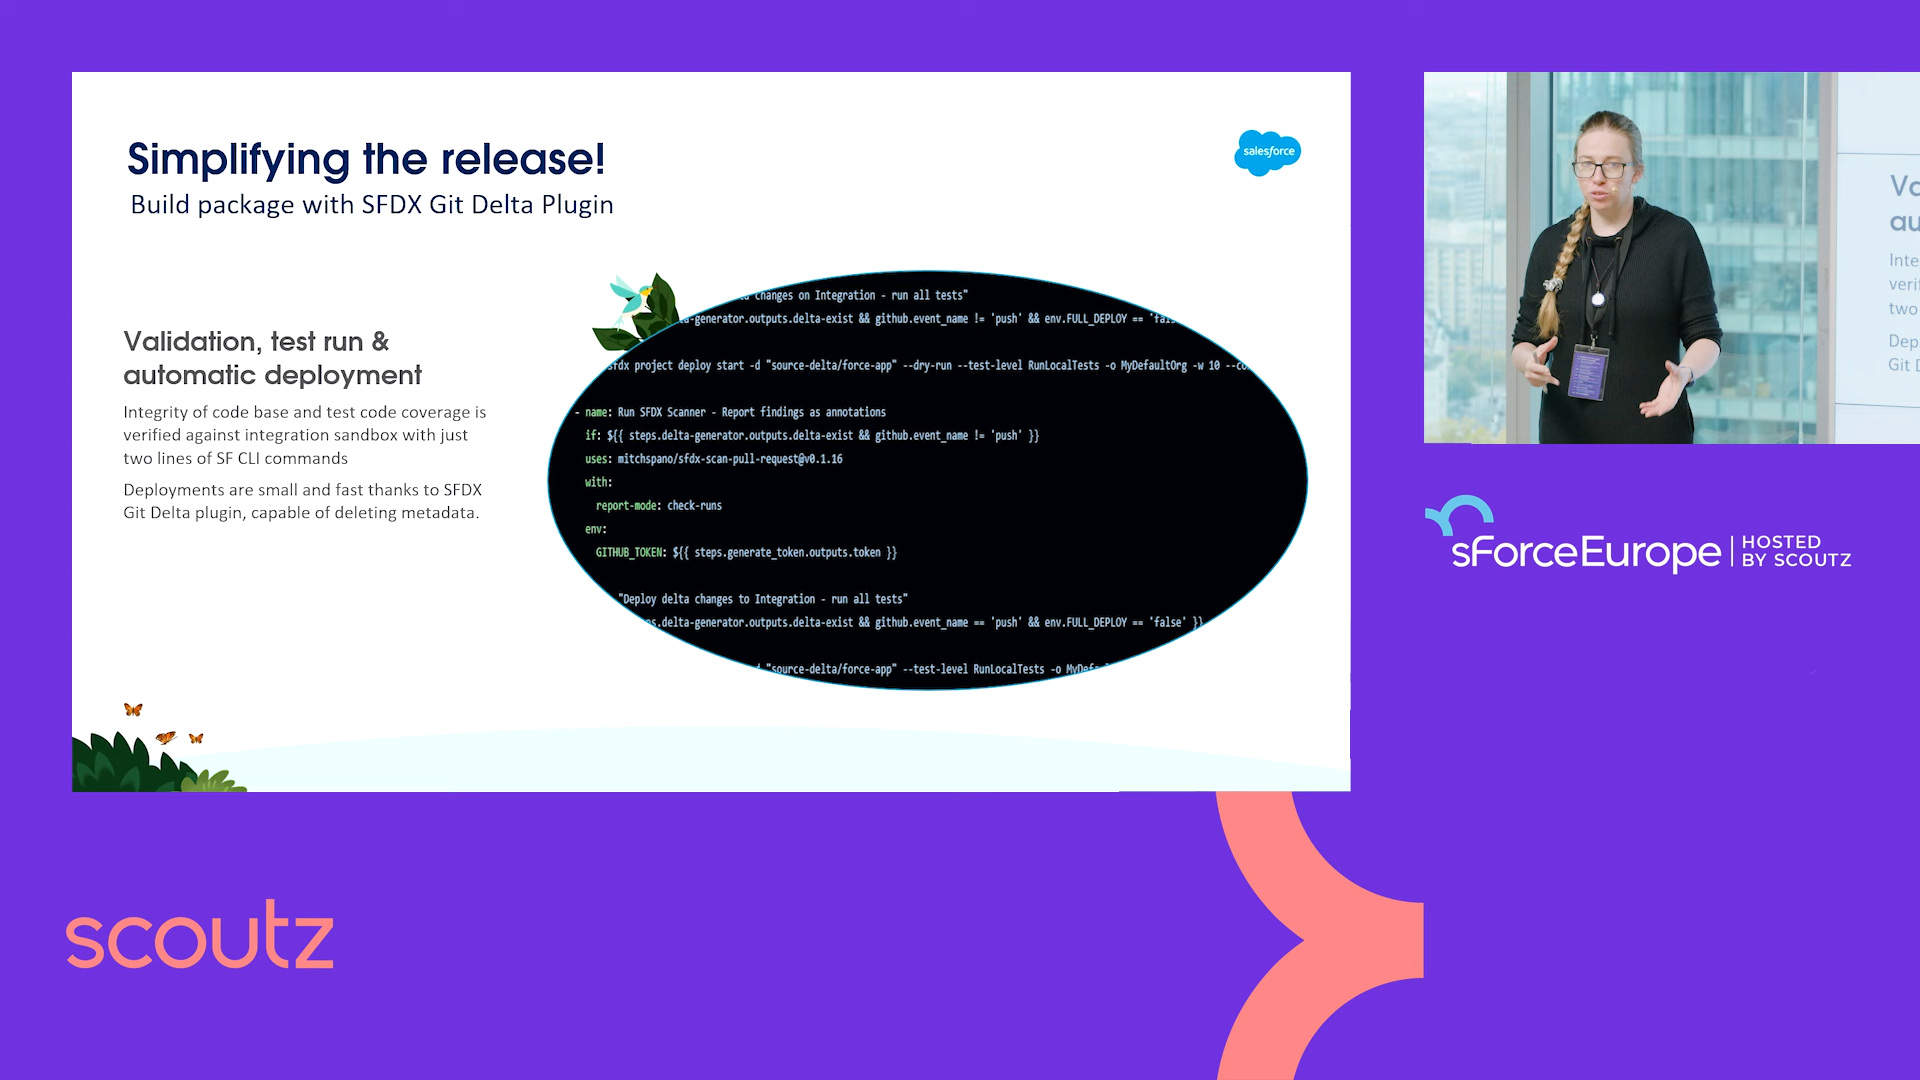 Simplifying the release!
Build package with SFDX Git Delta Plugin
salesforce
Validation, test run &
automatic deployment
Integrity of code base and test code coverage is
verified against integration sandbox with just
two lines of SF CLI commands
Deployments are small and fast thanks to SFDX
Git Delta plugin, capable of deleting metadata.
changes on Integration - run all tests"
-generator.outputs.delta-exist && github.event_name != 'push' && env.FULL_DEPLOY ==
sfdx project deploy start -d "source-delta/force-app" --dry-run --test-level RunLocalTests -o MyDefaultOrg -w 10
- name: Run SFDX Scanner - Report findings as annotations
if: ${{ steps.delta-generator.outputs.delta-exist && github.event_name != 'push' }}
uses: mitchspano/sfdx-scan-pull-request@v0.1.16
with:
report-mode: check-runs
env:
GITHUB_TOKEN: ${{ steps.generate_token.outputs.token }}
"Deploy delta changes to Integration - run all tests"
.delta-generator.outputs.delta-exist && github.event_name == 'push' && env.FULL_DEPLOY == 'false' }}
"source-delta/force-app" --test-level RunLocalTests -o
Va
au
Inte
verif
two
Dep
Git D
sForceEurope | HOSTED
BY SCOUTZ
scoutz